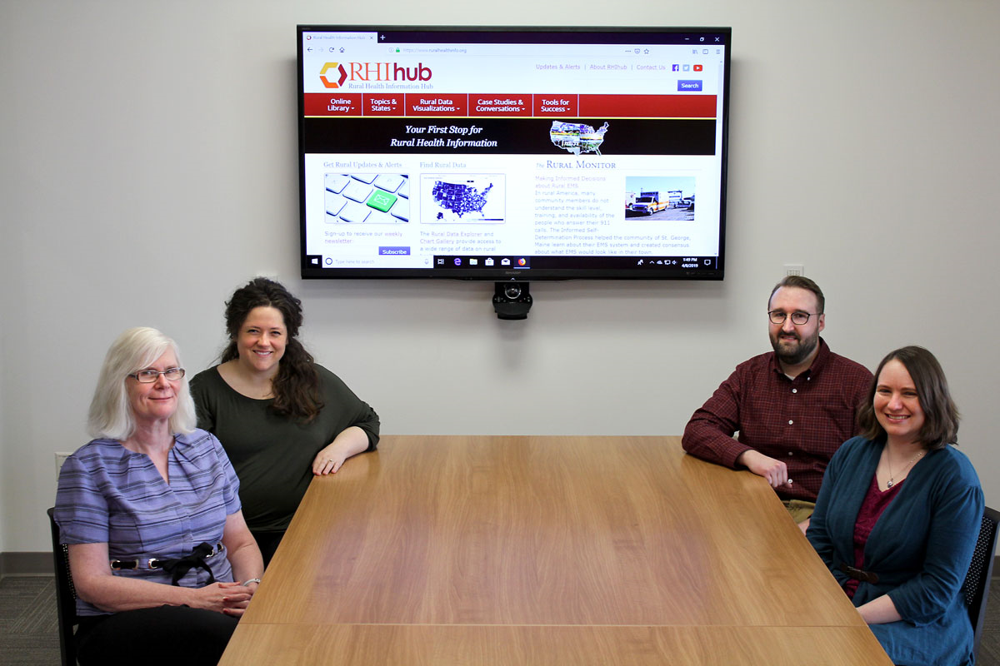 Rural Health Information Hub
https://www.ruralhealthinfo.org
RHIhub
Rural Health Information Hub
Updates & Alerts | About RHIhub | Contact Us
Search
Online Library
Topics & States
Rural Data Visualizations
Case Studies & Conversations
Tools for Success
Your First Stop for
Rural Health Information
Get Rural Updates & Alerts
Sign-up to receive our weekly
newsletter:
Subscribe
Find Rural Data
The Rural Data Explorer and
Chart Gallery provide access to
a wide range of data on rural
The RURAL MONITOR
Making Informed Decisions
about Rural EMS
In rural America, many
community members do not
understand the skill level,
training, and availability of the
people who answer their 911
calls. The Informed Self-
Determination Process helped the community of St. George,
Maine learn about their EMS system and created consensus
about what EMS would look like in their town.
Type here to search
1:49 PM
4/8/2019
SHARP